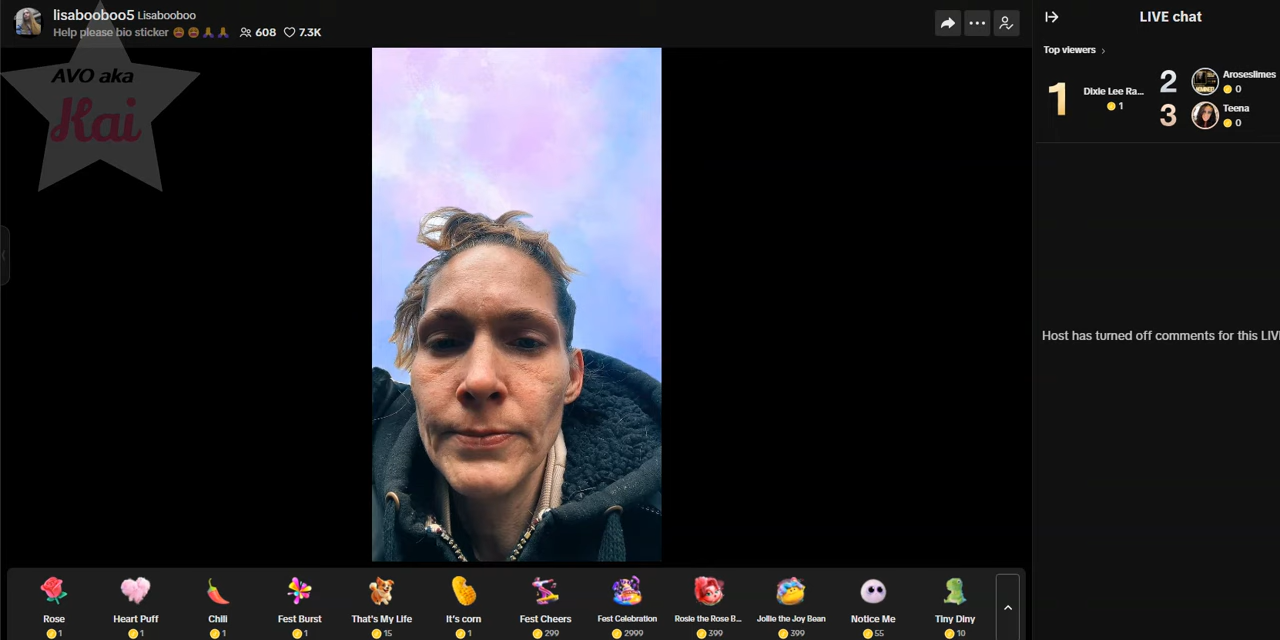 lisabooboo5 Lisabooboo
Help please bio sticker
608
7.3K
AVO aka
Kai
LIVE chat
Top viewers
1
Dixie Lee Ra...
1
2
Aroseslimes
0
3
Teena
0
Host has turned off comments for this LIV
Rose
1
Heart Puff
1
Chili
1
Fest Burst
1
That's My Life
15
It's corn
1
Fest Cheers
299
Fest Celebration
2999
Rosie the Rose B...
399
Jollie the Joy Bean
399
Notice Me
55
Tiny Diny
10